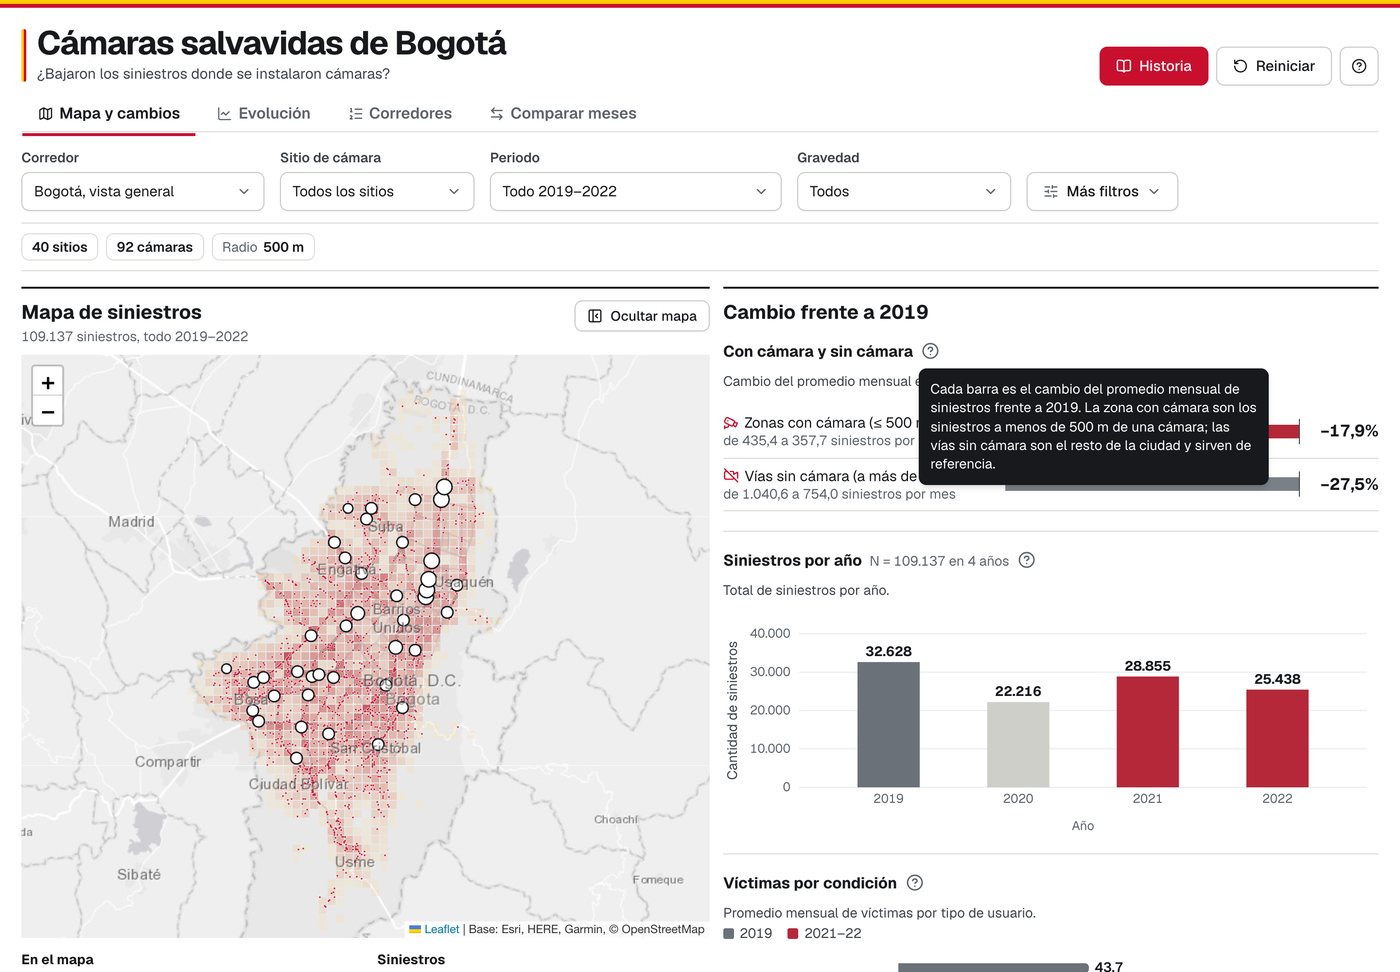 Cámaras salvavidas de Bogotá
¿Bajaron los siniestros donde se instalaron cámaras?
Historia
Reiniciar
Mapa y cambios
Evolución
Corredores
Comparar meses
Corredor
Sitio de cámara
Periodo
Gravedad
Bogotá, vista general
Todos los sitios
Todo 2019–2022
Todos
Más filtros
40 sitios
92 cámaras
Radio 500 m
Mapa de siniestros
109.137 siniestros, todo 2019–2022
Ocultar mapa
+
−
CUNDINAMARCA
BOGOTÁ, D.C.
Madrid
Suba
Engativá
Usaquén
Barrios
Unidos
Bogotá, D.C.
Bogota
Bosa
San Cristóbal
Compartir
Ciudad Bolívar
Choachí
Usme
Sibaté
Fomeque
Leaflet | Base: Esri, HERE, Garmin, © OpenStreetMap
En el mapa
Siniestros
Cambio frente a 2019
Con cámara y sin cámara
Cambio del promedio mensual
Cada barra es el cambio del promedio mensual de
siniestros frente a 2019. La zona con cámara son los
siniestros a menos de 500 m de una cámara; las
vías sin cámara son el resto de la ciudad y sirven de
referencia.
Zonas con cámara (≤ 500
de 435,4 a 357,7 siniestros por
−17,9%
Vías sin cámara (a más de
de 1.040,6 a 754,0 siniestros por mes
−27,5%
Siniestros por año N = 109.137 en 4 años
Total de siniestros por año.
Cantidad de siniestros
40.000
30.000
20.000
10.000
0
32.628
22.216
28.855
25.438
2019
2020
2021
2022
Año
Víctimas por condición
Promedio mensual de víctimas por tipo de usuario.
2019
2021–22
43,7